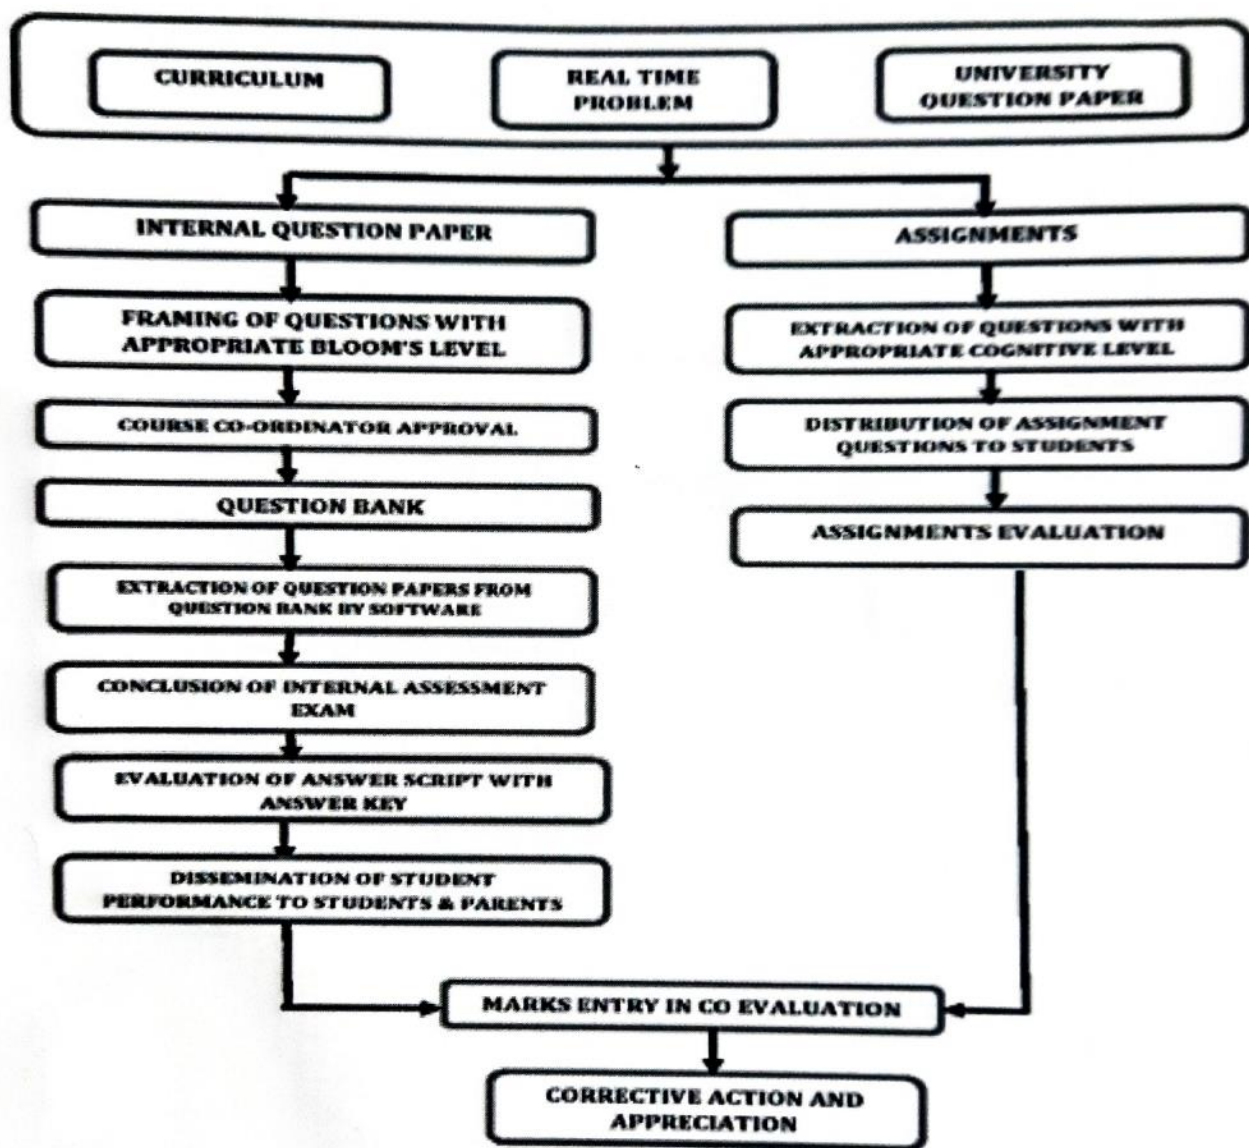 CURRICULUM
REAL TIME
PROBLEM
UNIVERSITY
QUESTION PAPER
INTERNAL QUESTION PAPER
FRAMING OF QUESTIONS WITH
APPROPRIATE BLOOM'S LEVEL
COURSE CO-ORDINATOR APPROVAL
QUESTION BANK
EXTRACTION OF QUESTION PAPERS FROM
QUESTION BANK BY SOFTWARE
CONCLUSION OF INTERNAL ASSESSMENT
EXAM
EVALUATION OF ANSWER SCRIPT WITH
ANSWER KEY
DISSEMINATION OF STUDENT
PERFORMANCE TO STUDENTS & PARENTS
ASSIGNMENTS
EXTRACTION OF QUESTIONS WITH
APPROPRIATE COGNITIVE LEVEL
DISTRIBUTION OF ASSIGNMENT
QUESTIONS TO STUDENTS
ASSIGNMENTS EVALUATION
MARKS ENTRY IN CO EVALUATION
CORRECTIVE ACTION AND
APPRECIATION